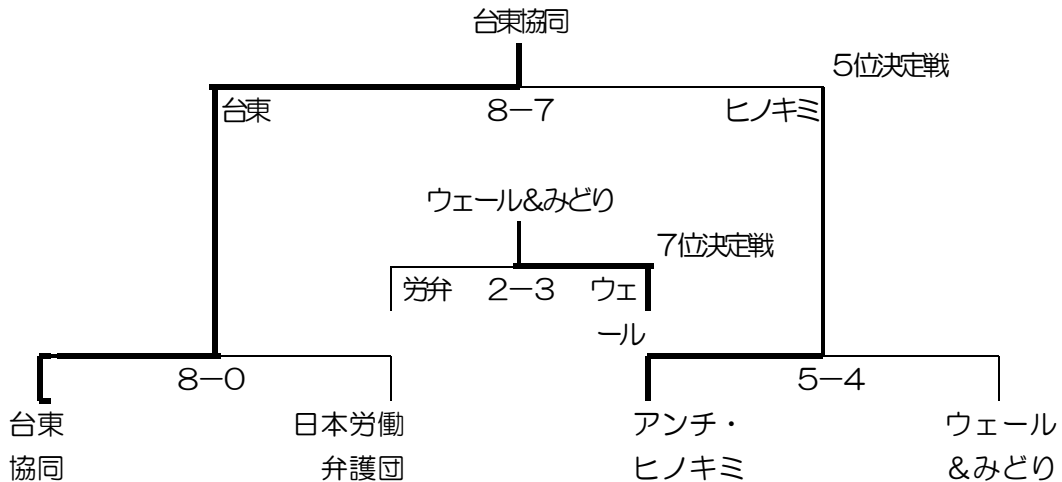 台東協同
5位決定戦
台東 8-7 ヒノキミ
ウェール&みどり
7位決定戦
労弁 2-3 ウェ
ール
8-0 5-4
台東 日本労働 アンチ・ ウェール
協同 弁護団 ヒノキミ &みどり